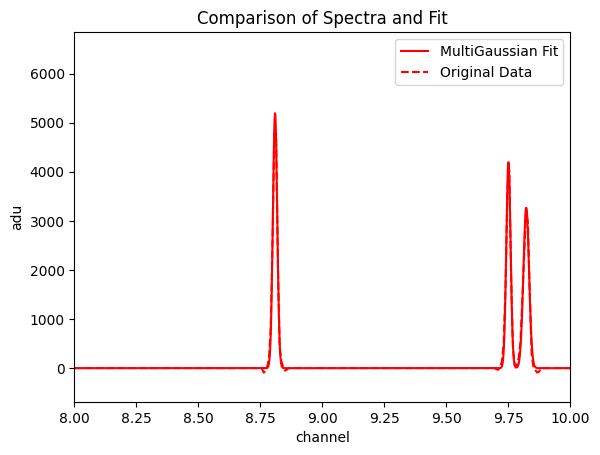 Comparison of Spectra and Fit
MultiGaussian Fit
Original Data
adu
6000
5000
4000
3000
2000
1000
0
8.00 8.25 8.50 8.75 9.00 9.25 9.50 9.75 10.00
channel